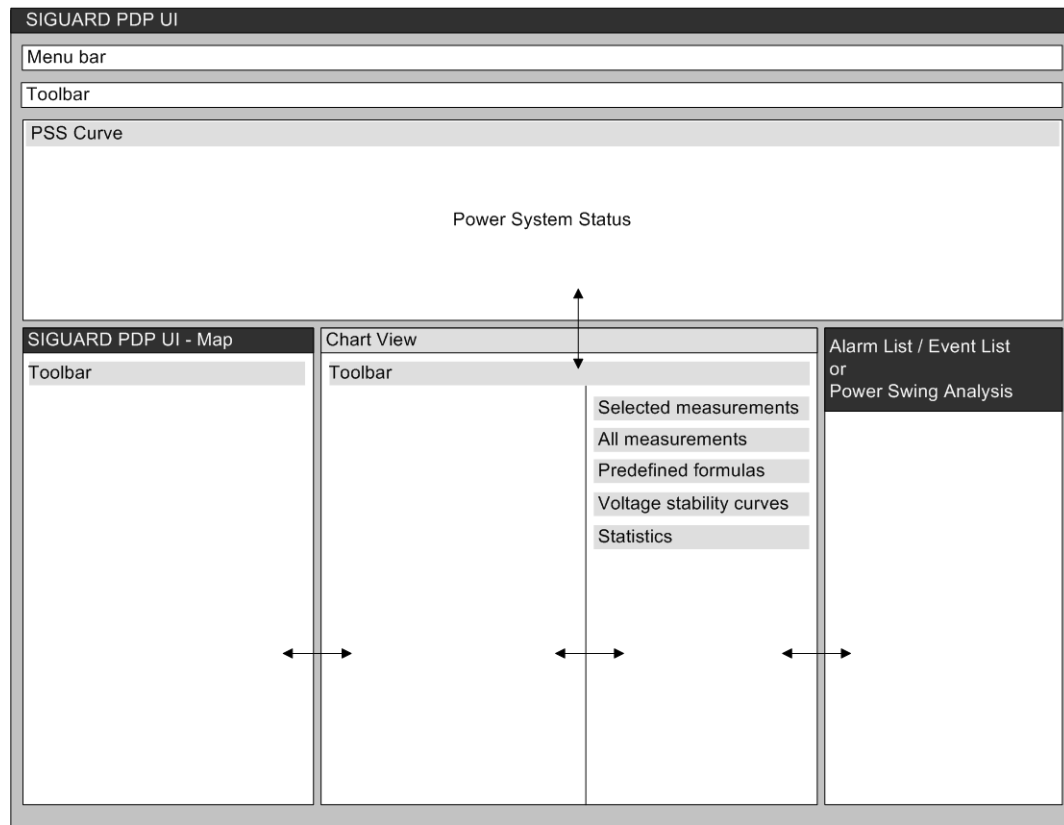 SIGUARD PDP UI
Menu bar
Toolbar
PSS Curve
Power System Status
SIGUARD PDP UI - Map
Toolbar
Chart View
Toolbar
Selected measurements
All measurements
Predefined formulas
Voltage stability curves
Statistics
Alarm List / Event List
or
Power Swing Analysis